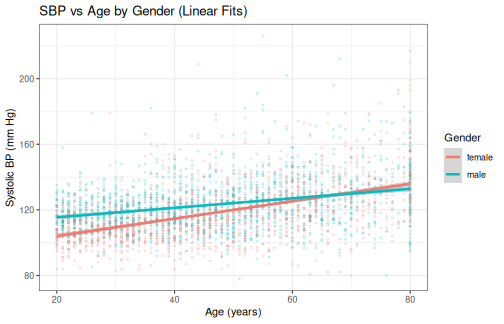 SBP vs Age by Gender (Linear Fits)
Systolic BP (mm Hg)
200
160
120
80
20
40
60
80
Age (years)
Gender
female
male